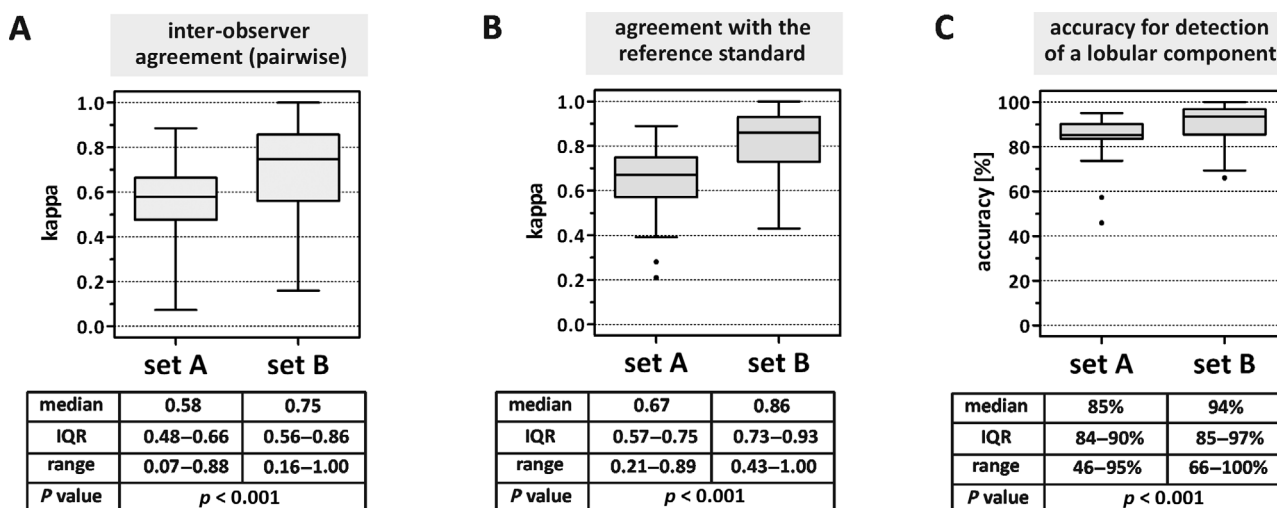 A
inter-observer
agreement (pairwise)
kappa
1.0
0.8
0.6
0.4
0.2
0.0
set A
set B
median 0.58 0.75
IQR 0.48–0.66 0.56–0.86
range 0.07–0.88 0.16–1.00
P value p < 0.001
B
agreement with the
reference standard
kappa
1.0
0.8
0.6
0.4
0.2
0.0
set A
set B
median 0.67 0.86
IQR 0.57–0.75 0.73–0.93
range 0.21–0.89 0.43–1.00
P value p < 0.001
C
accuracy for detection
of a lobular component
accuracy [%]
100
80
60
40
20
0
set A
set B
median 85% 94%
IQR 84–90% 85–97%
range 46–95% 66–100%
P value p < 0.001